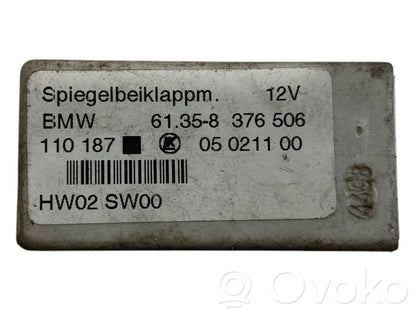 Spiegelbeiklappm. 12V
BMW 61.35-8 376 506
110 187 05 0211 00
HW02 SW00
Ovoko